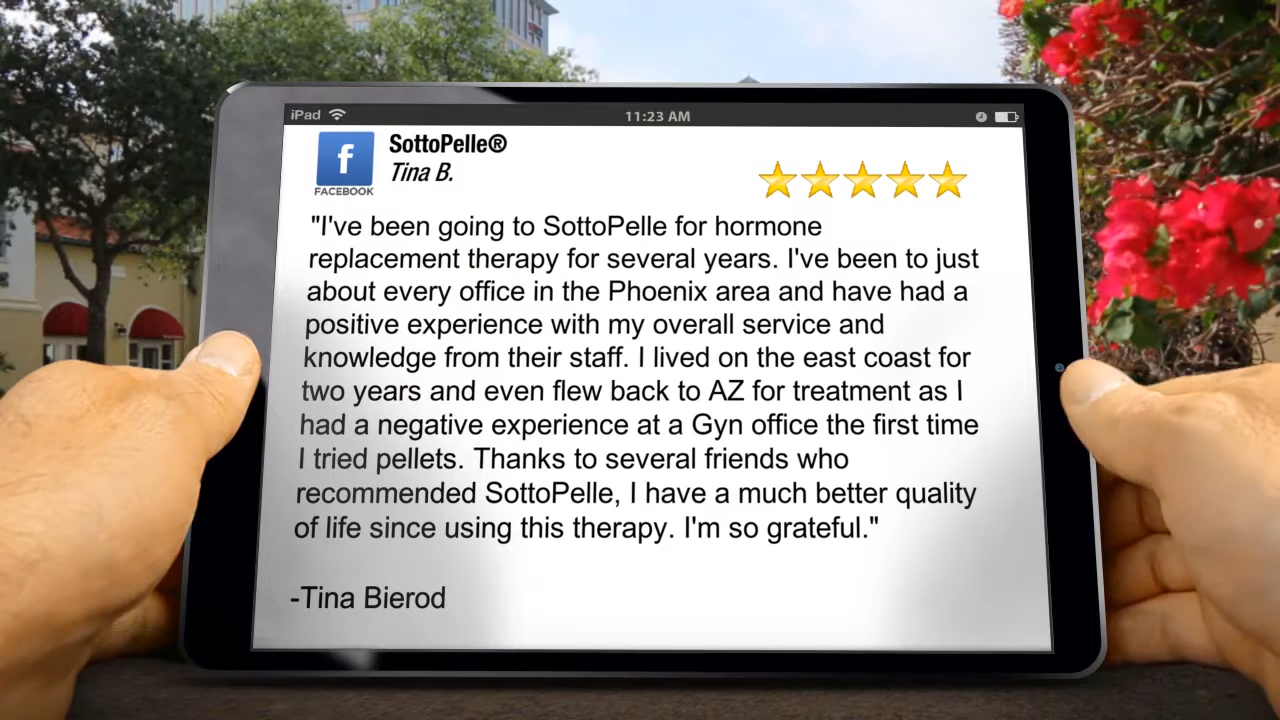 iPad
11:23 AM
f
FACEBOOK
SottoPelle®
Tina B.
"I've been going to SottoPelle for hormone
replacement therapy for several years. I've been to just
about every office in the Phoenix area and have had a
positive experience with my overall service and
knowledge from their staff. I lived on the east coast for
two years and even flew back to AZ for treatment as I
had a negative experience at a Gyn office the first time
I tried pellets. Thanks to several friends who
recommended SottoPelle, I have a much better quality
of life since using this therapy. I'm so grateful."
-Tina Bierod